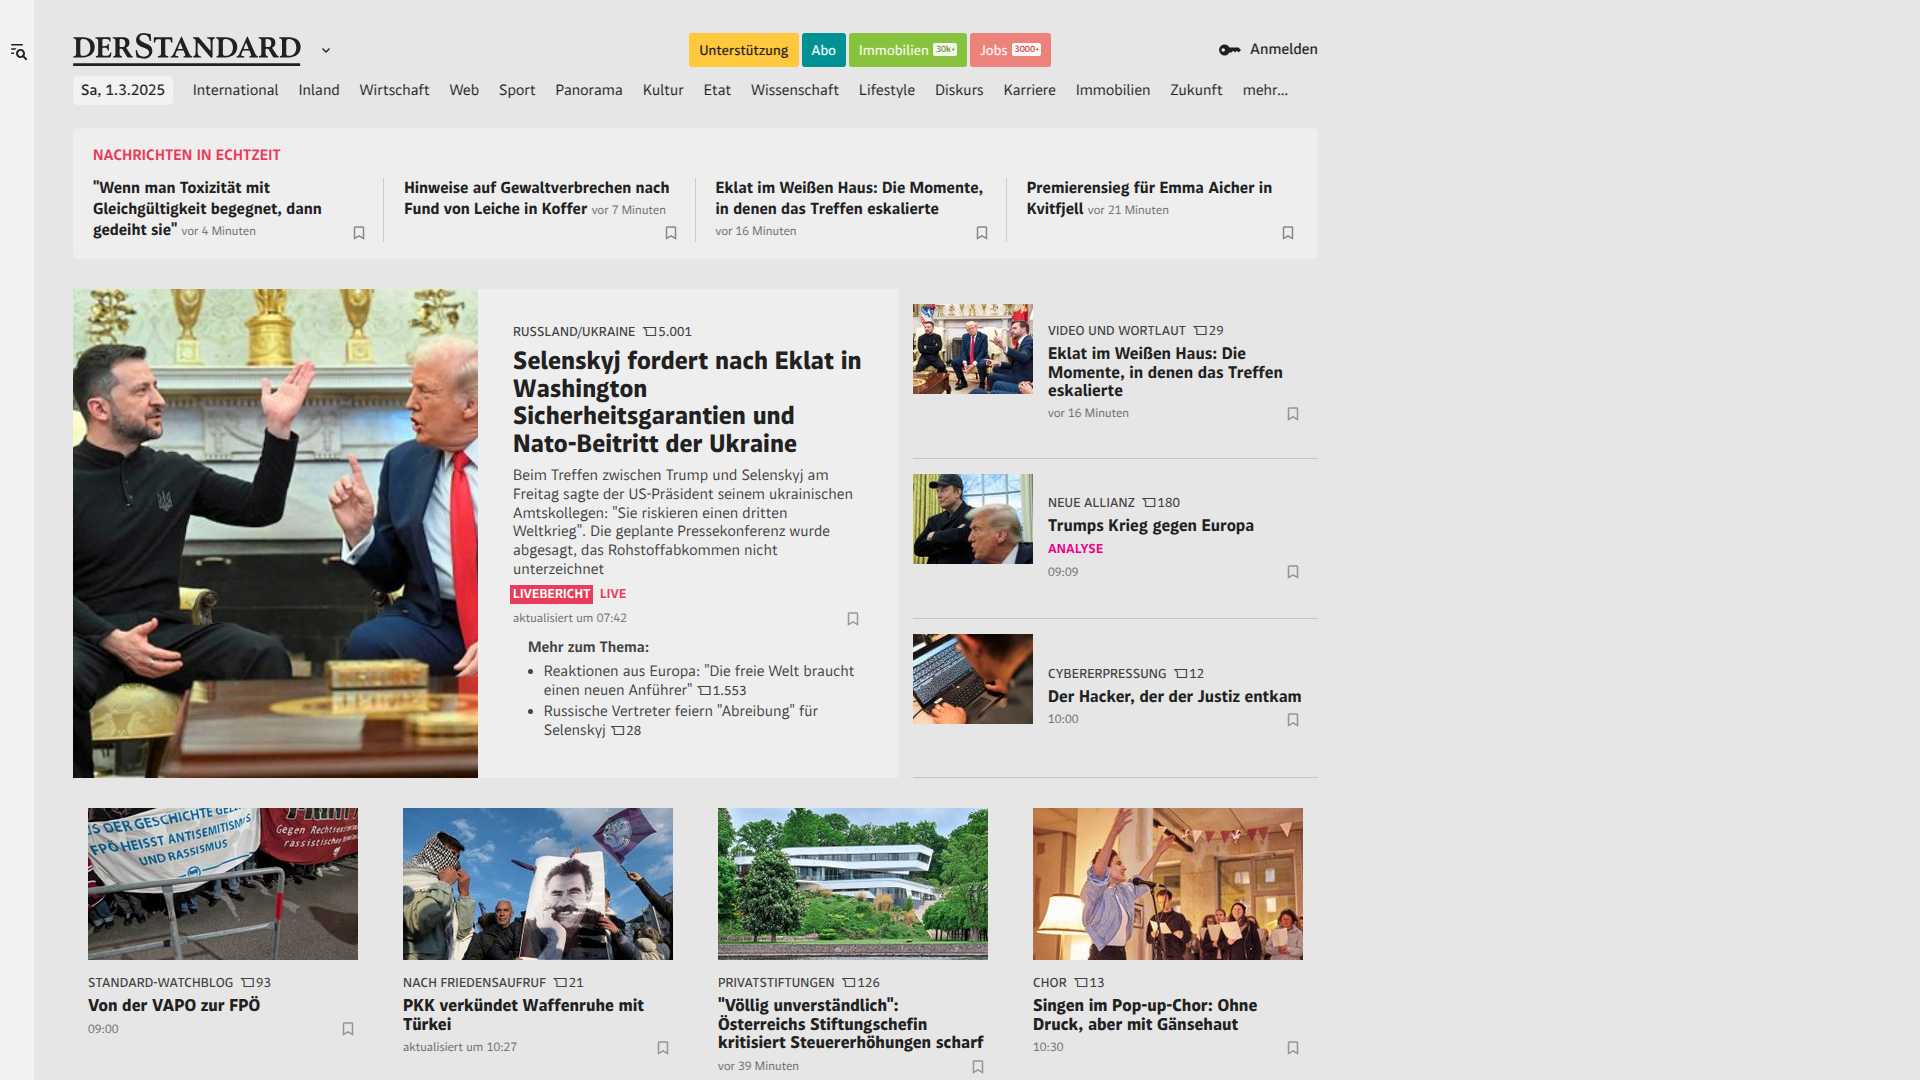 DERSTANDARD
Unterstützung
Abo
Immobilien 30k+
Jobs 3000+
Anmelden
Sa, 1.3.2025
International
Inland
Wirtschaft
Web
Sport
Panorama
Kultur
Etat
Wissenschaft
Lifestyle
Diskurs
Karriere
Immobilien
Zukunft
mehr...
NACHRICHTEN IN ECHTZEIT
"Wenn man Toxizität mit
Gleichgültigkeit begegnet, dann
gedeiht sie" vor 4 Minuten
Hinweise auf Gewaltverbrechen nach
Fund von Leiche in Koffer vor 7 Minuten
Eklat im Weißen Haus: Die Momente,
in denen das Treffen eskalierte
vor 16 Minuten
Premierensieg für Emma Aicher in
Kvitfjell vor 21 Minuten
RUSSLAND/UKRAINE 5.001
Selenskyj fordert nach Eklat in
Washington
Sicherheitsgarantien und
Nato-Beitritt der Ukraine
Beim Treffen zwischen Trump und Selenskyj am
Freitag sagte der US-Präsident seinem ukrainischen
Amtskollegen: "Sie riskieren einen dritten
Weltkrieg". Die geplante Pressekonferenz wurde
abgesagt, das Rohstoffabkommen nicht
unterzeichnet
LIVEBERICHT LIVE
aktualisiert um 07:42
Mehr zum Thema:
• Reaktionen aus Europa: "Die freie Welt braucht
einen neuen Anführer" 1.553
• Russische Vertreter feiern "Abreibung" für
Selenskyj 28
VIDEO UND WORTLAUT 29
Eklat im Weißen Haus: Die
Momente, in denen das Treffen
eskalierte
vor 16 Minuten
NEUE ALLIANZ 180
Trumps Krieg gegen Europa
ANALYSE
09:09
CYBERERPRESSUNG 12
Der Hacker, der der Justiz entkam
10:00
DER GESCHICHTE
FPÖ HEISST ANTISEMITISMUS
UND RASSISMUS
Gegen
STANDARD-WATCHBLOG 93
Von der VAPO zur FPÖ
09:00
NACH FRIEDENSAUFRUF 21
PKK verkündet Waffenruhe mit
Türkei
aktualisiert um 10:27
PRIVATSTIFTUNGEN 126
"Völlig unverständlich":
Österreichs Stiftungschefin
kritisiert Steuererhöhungen scharf
vor 39 Minuten
CHOR 13
Singen im Pop-up-Chor: Ohne
Druck, aber mit Gänsehaut
10:30